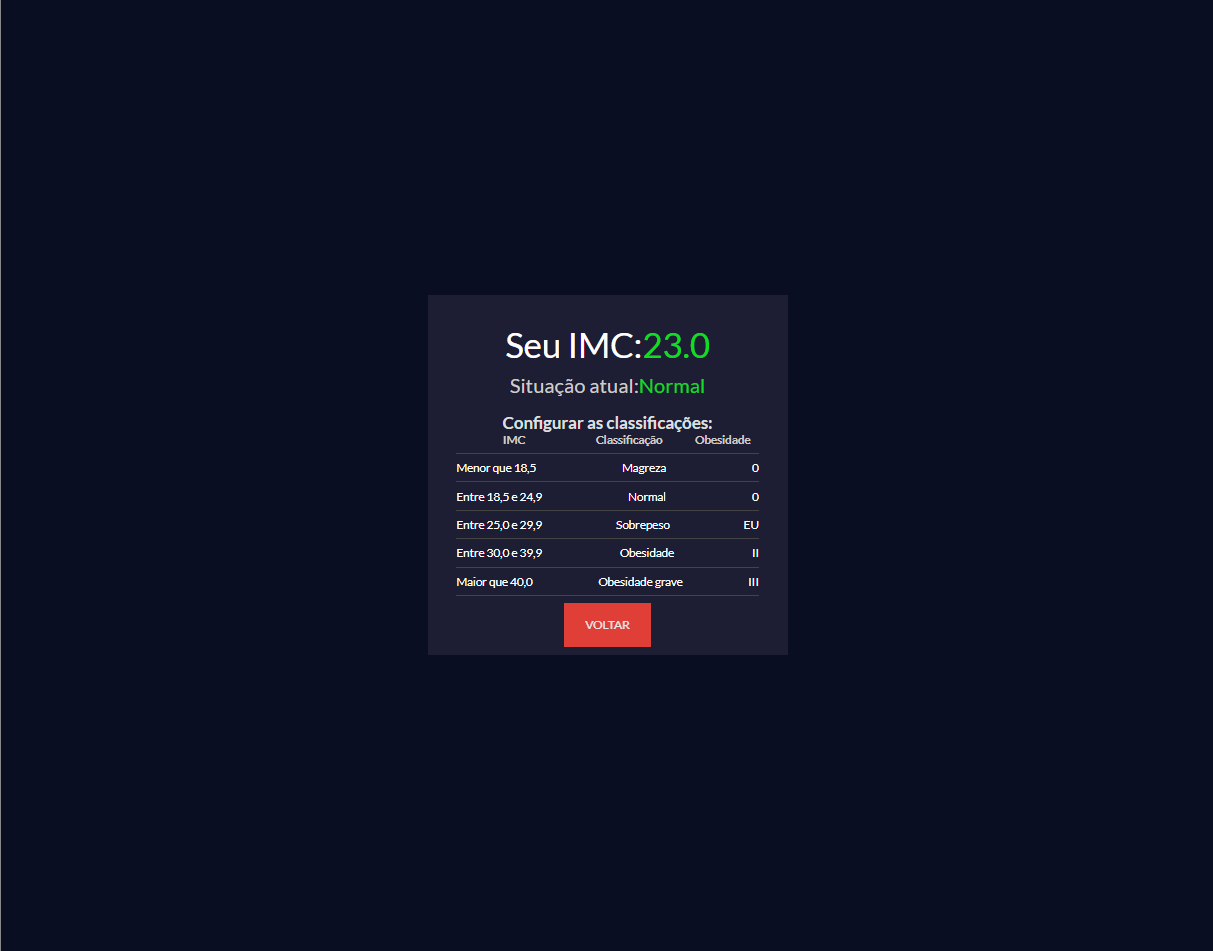 Seu IMC:23.0
Situação atual:Normal
Configurar as classificações:
IMC Classificação Obesidade
Menor que 18,5 Magreza 0
Entre 18,5 e 24,9 Normal 0
Entre 25,0 e 29,9 Sobrepeso EU
Entre 30,0 e 39,9 Obesidade II
Maior que 40,0 Obesidade grave III
VOLTAR